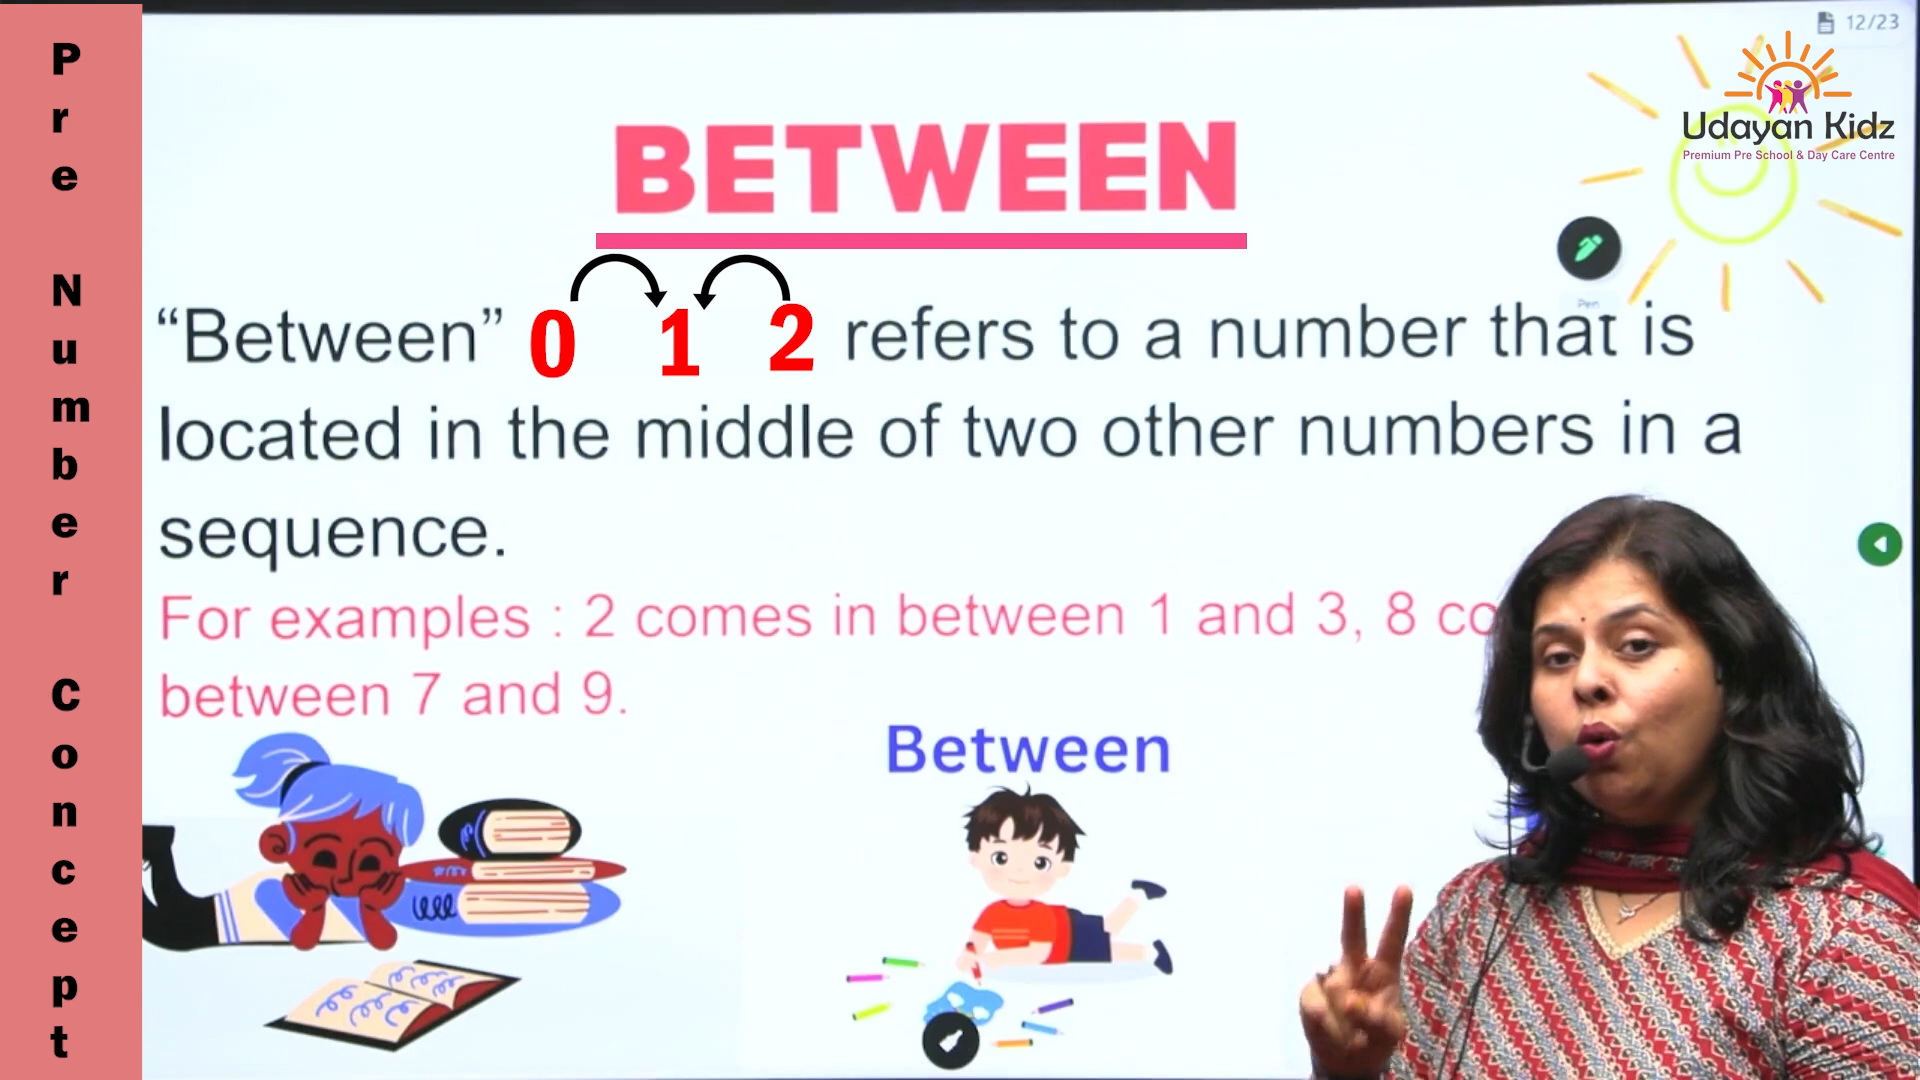 Pre Number Concept
12/23
Udayan Kidz
Premium Pre School & Day Care Centre
BETWEEN
Pen
“Between” 0 1 2 refers to a number that is
located in the middle of two other numbers in a
sequence.
For examples : 2 comes in between 1 and 3, 8 co
between 7 and 9.
Between